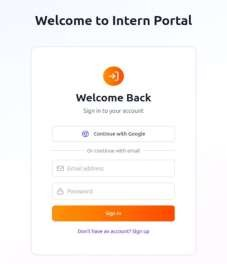 Welcome to Intern Portal
Welcome Back
Sign in to your account
Continue with Google
Or continue with email
Email address
Password
Sign in
Don't have an account? Sign up